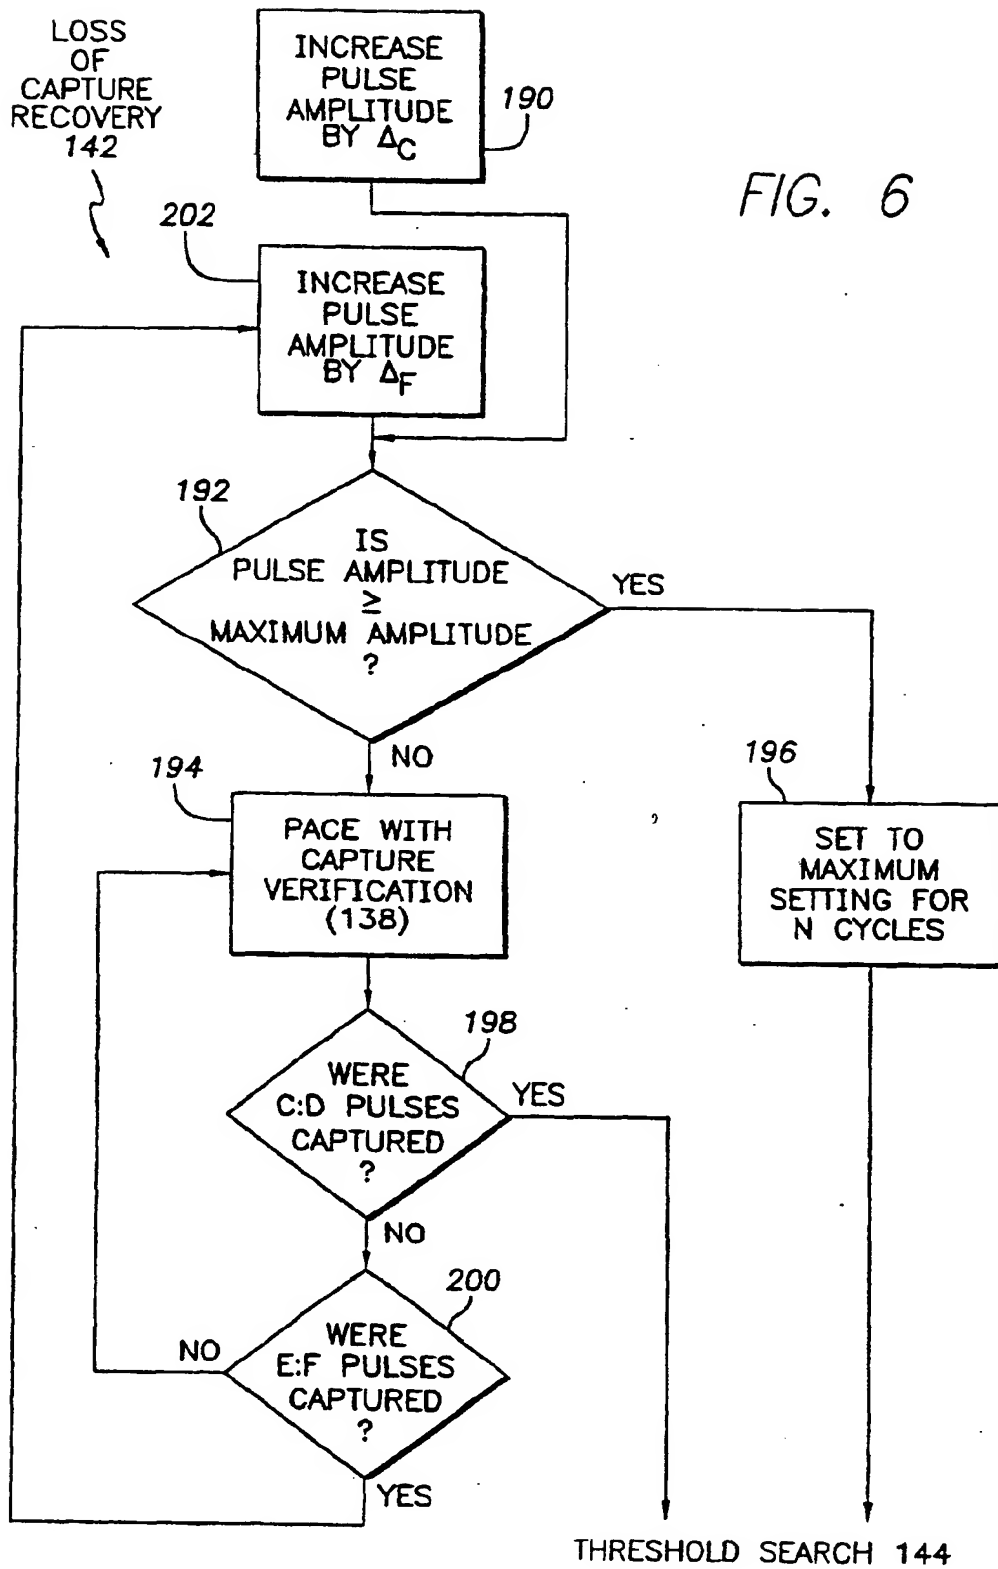 LOSS
OF
CAPTURE
RECOVERY
142
INCREASE
PULSE
AMPLITUDE
BY ΔC
190
FIG. 6
202
INCREASE
PULSE
AMPLITUDE
BY ΔF
192
IS
PULSE AMPLITUDE
≥
MAXIMUM AMPLITUDE
?
YES
NO
194
PACE WITH
CAPTURE
VERIFICATION
(138)
196
SET TO
MAXIMUM
SETTING FOR
N CYCLES
198
WERE
C:D PULSES
CAPTURED
?
YES
NO
200
WERE
E:F PULSES
CAPTURED
?
NO
YES
THRESHOLD SEARCH 144